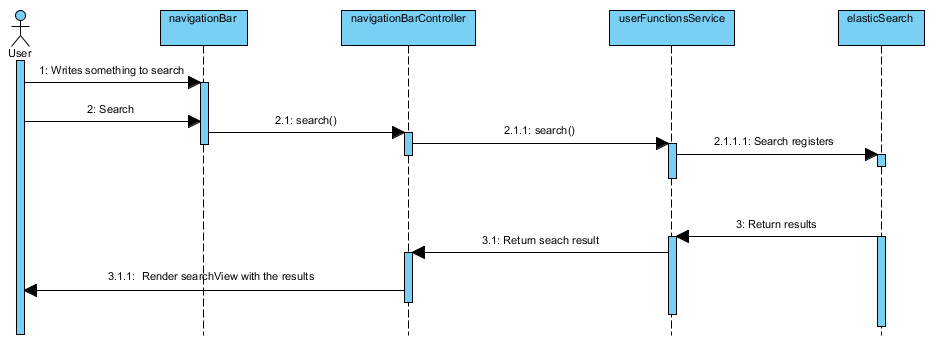 navigationBar
navigationBarController
userFunctionsService
elasticSearch
User
1: Writes something to search
2: Search
2.1: search()
2.1.1: search()
2.1.1.1: Search registers
3: Return results
3.1: Return seach result
3.1.1:  Render searchView with the results